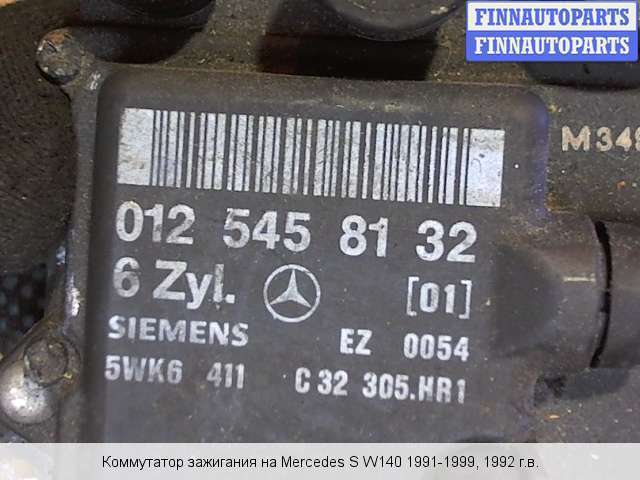 FINNAUTOPARTS
FINNAUTOPARTS
012 545 81 32
6 Zyl. [01]
SIEMENS EZ 0054
5WK6 411 C 32 305.HR1
Коммутатор зажигания на Mercedes S W140 1991-1999, 1992 г.в.